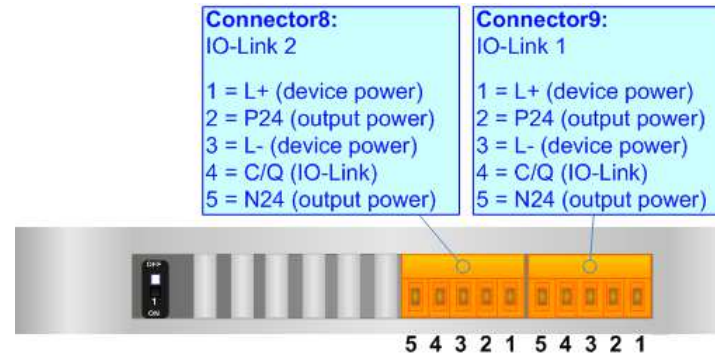 Connector8:
IO-Link 2
1 = L+ (device power)
2 = P24 (output power)
3 = L- (device power)
4 = C/Q (IO-Link)
5 = N24 (output power)
Connector9:
IO-Link 1
1 = L+ (device power)
2 = P24 (output power)
3 = L- (device power)
4 = C/Q (IO-Link)
5 = N24 (output power)
OFF
1
ON
5 4 3 2 1 5 4 3 2 1